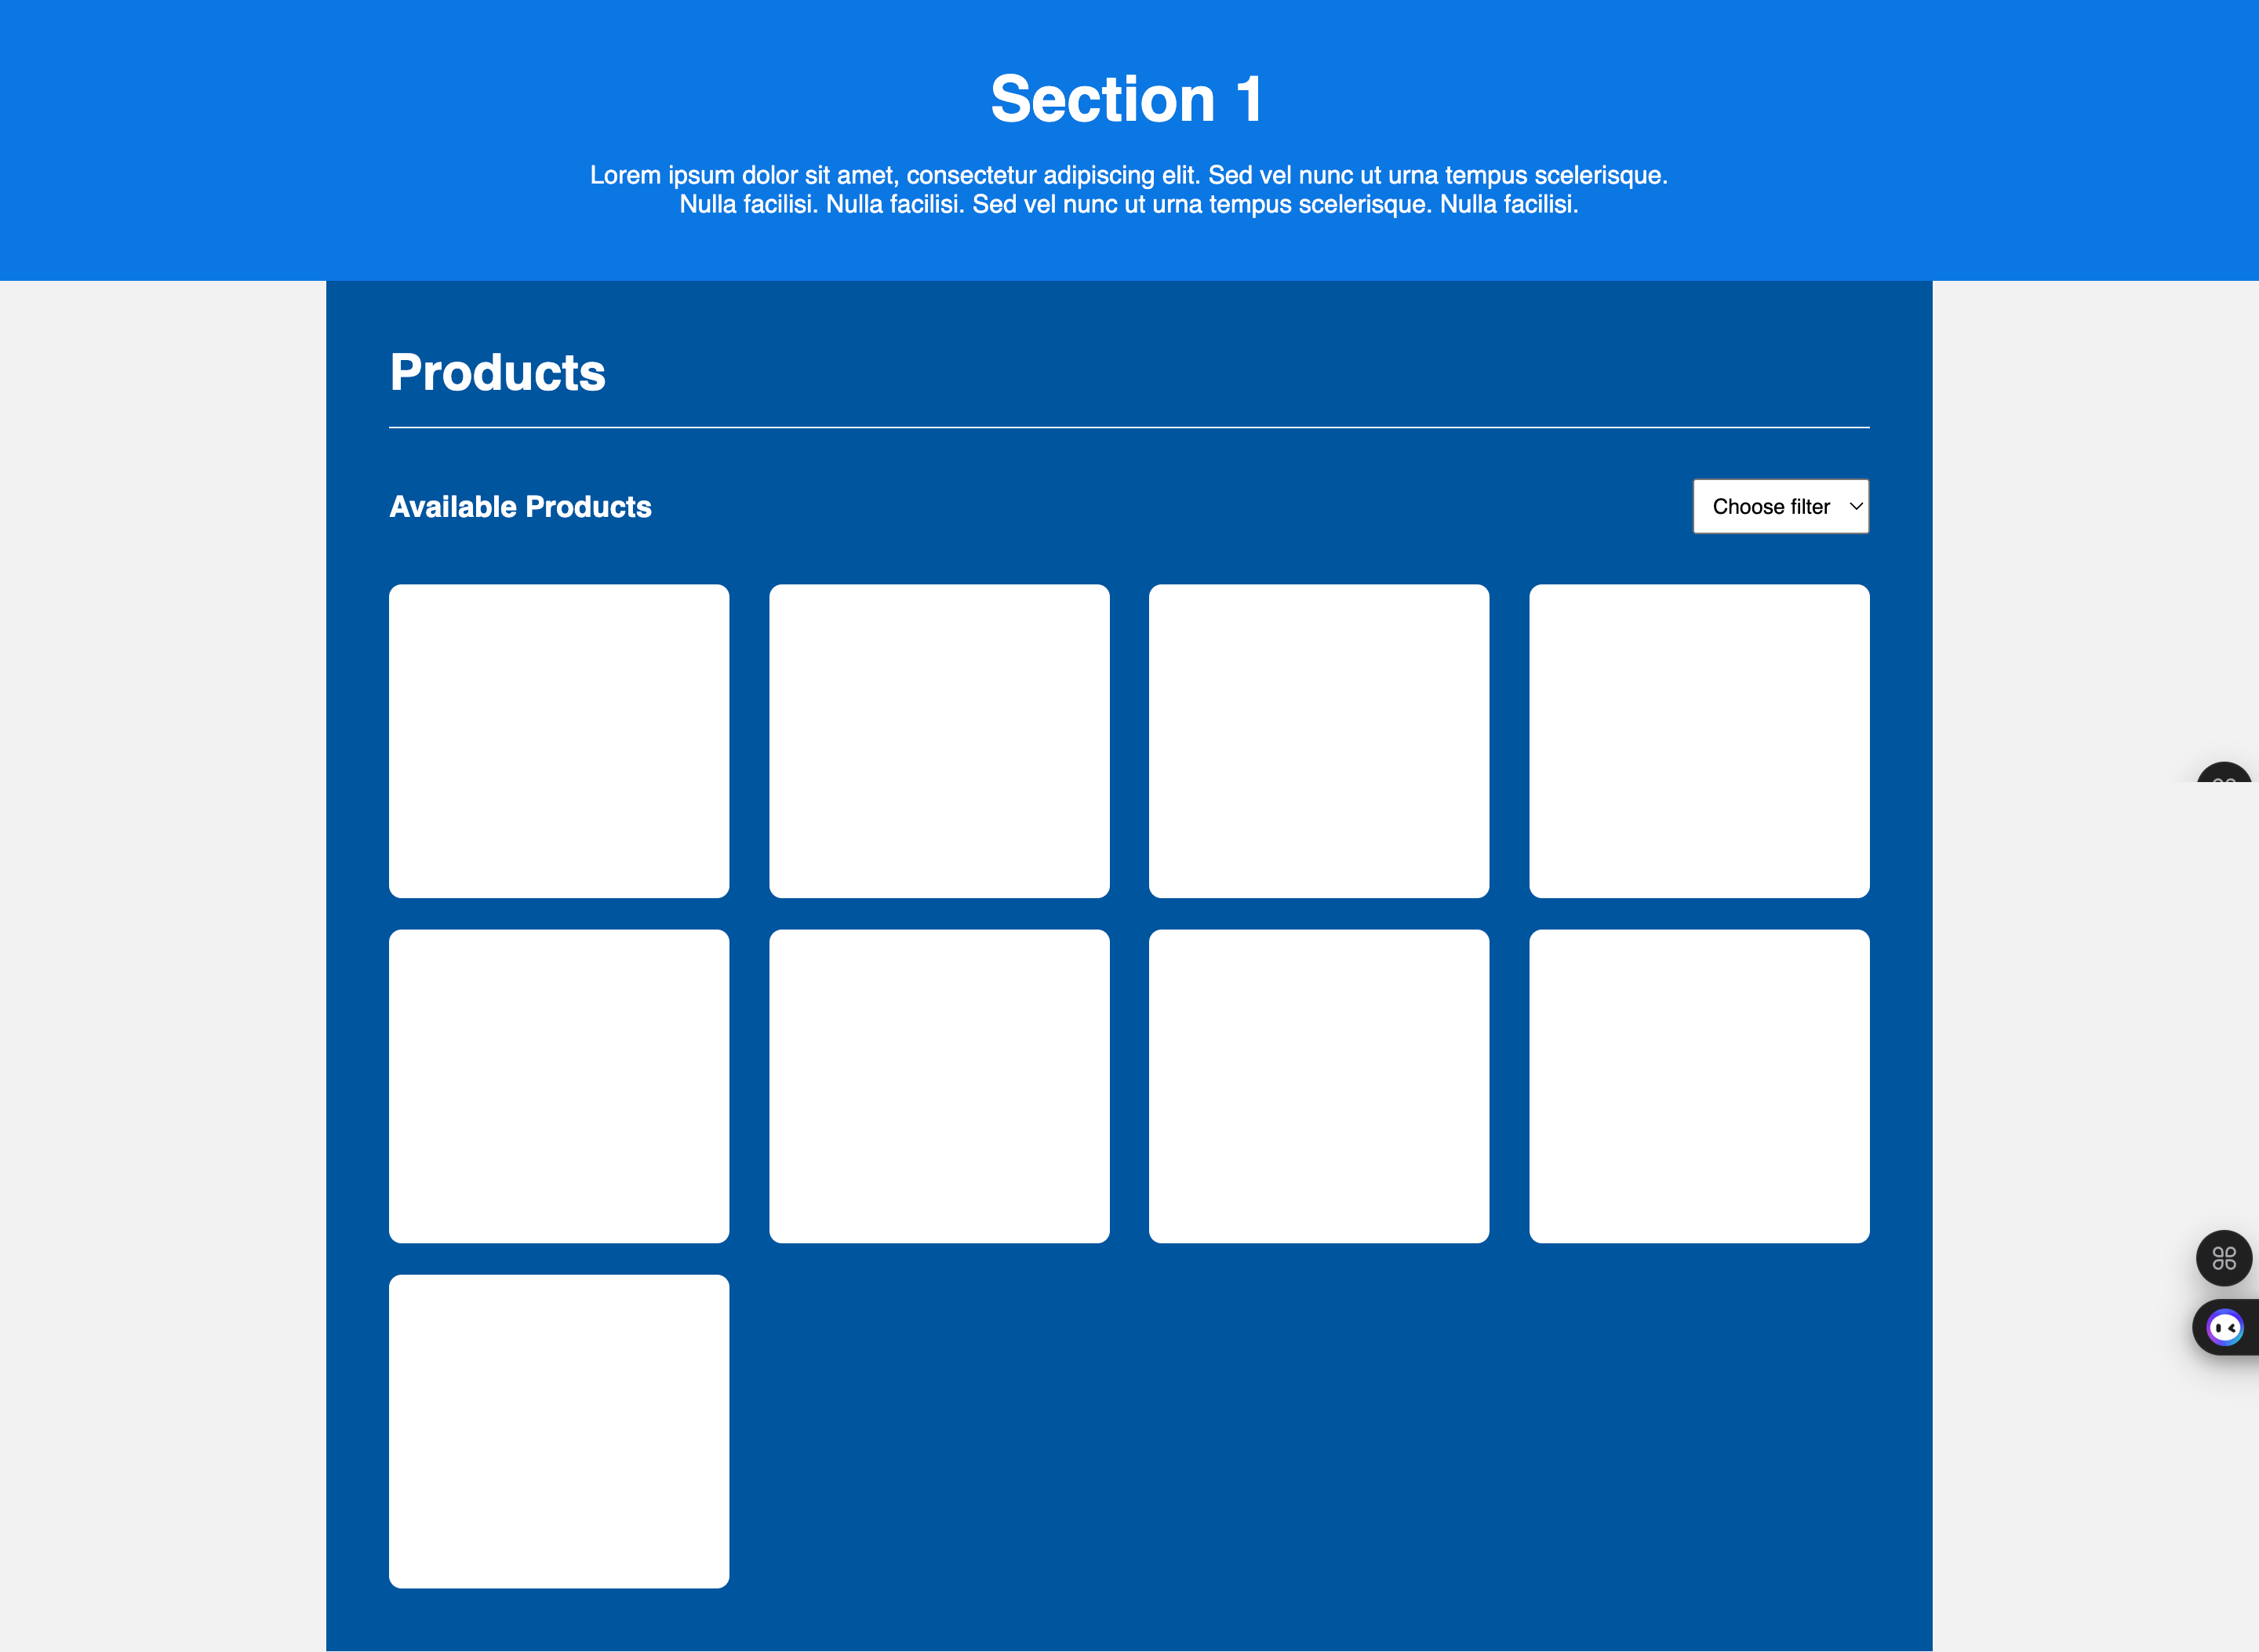 Section 1
Lorem ipsum dolor sit amet, consectetur adipiscing elit. Sed vel nunc ut urna tempus scelerisque.
Nulla facilisi. Nulla facilisi. Sed vel nunc ut urna tempus scelerisque. Nulla facilisi.
Products
Available Products
Choose filter